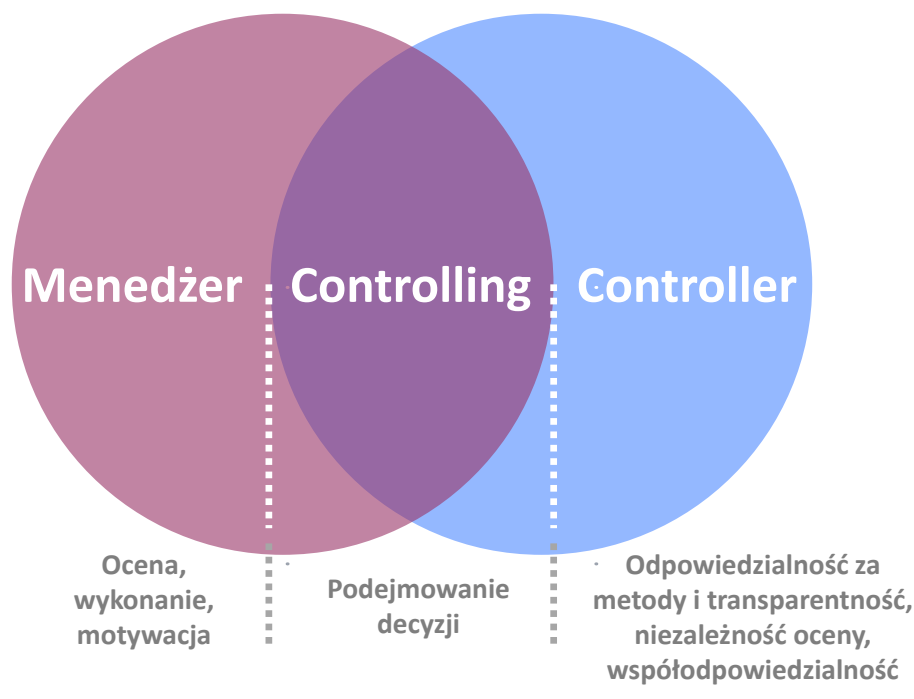 Menedżer
Controlling
Controller
Ocena,
wykonanie,
motywacja
Podejmowanie
decyzji
Odpowiedzialność za
metody i transparentność,
niezależność oceny,
współodpowiedzialność